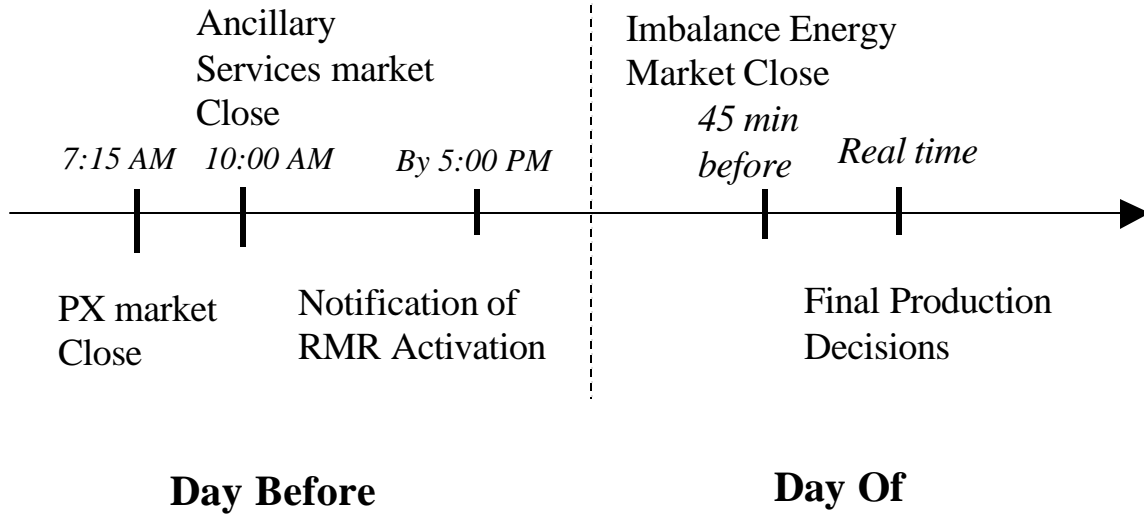 Ancillary
Services market
Close
Imbalance Energy
Market Close
7:15 AM
10:00 AM
By 5:00 PM
45 min
before
Real time
PX market
Close
Notification of
RMR Activation
Final Production
Decisions
Day Before
Day Of